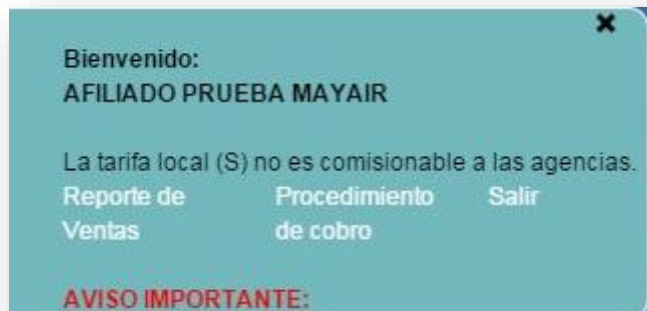 Bienvenido:
AFILIADO PRUEBA MAYAIR
La tarifa local (S) no es comisionable a las agencias.
Reporte de Ventas
Procedimiento de cobro
Salir
AVISO IMPORTANTE: